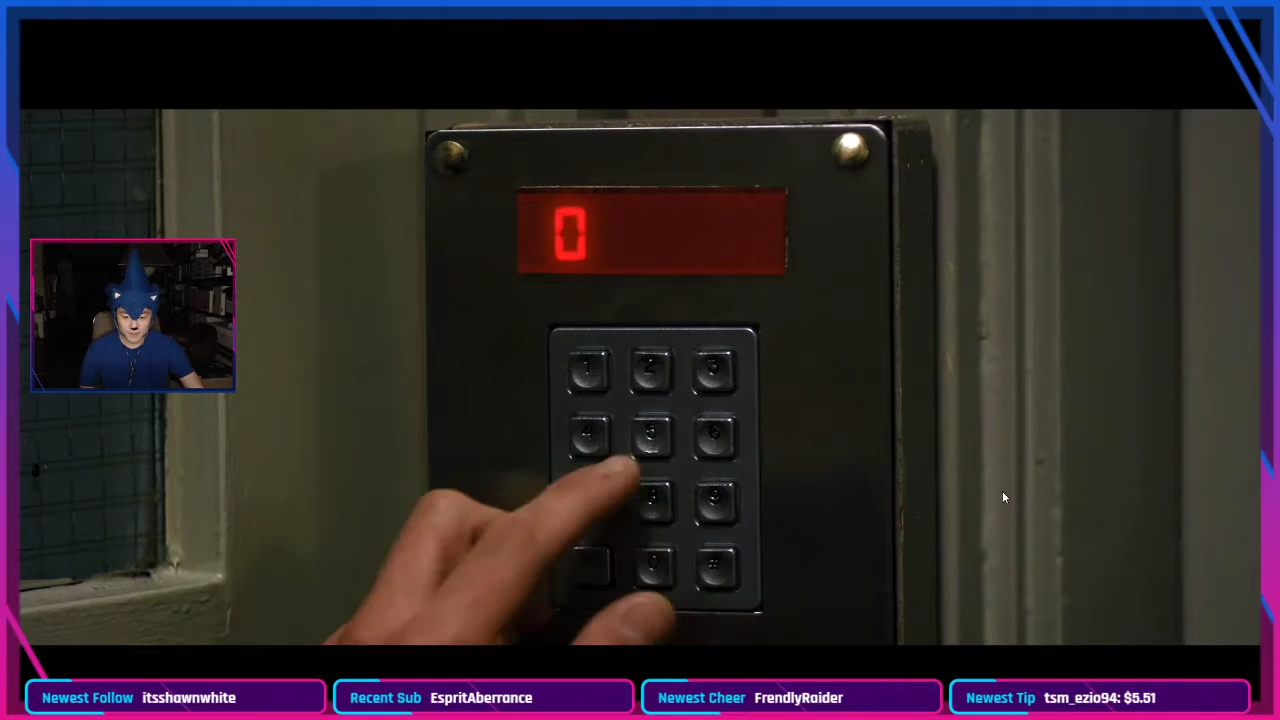 0
1 2 3
4 5 6
8 9
0 #
Newest Follow itsshawnwhite
Recent Sub EspritAberrance
Newest Cheer FrendlyRaider
Newest Tip tsm_ezio94: $5.51